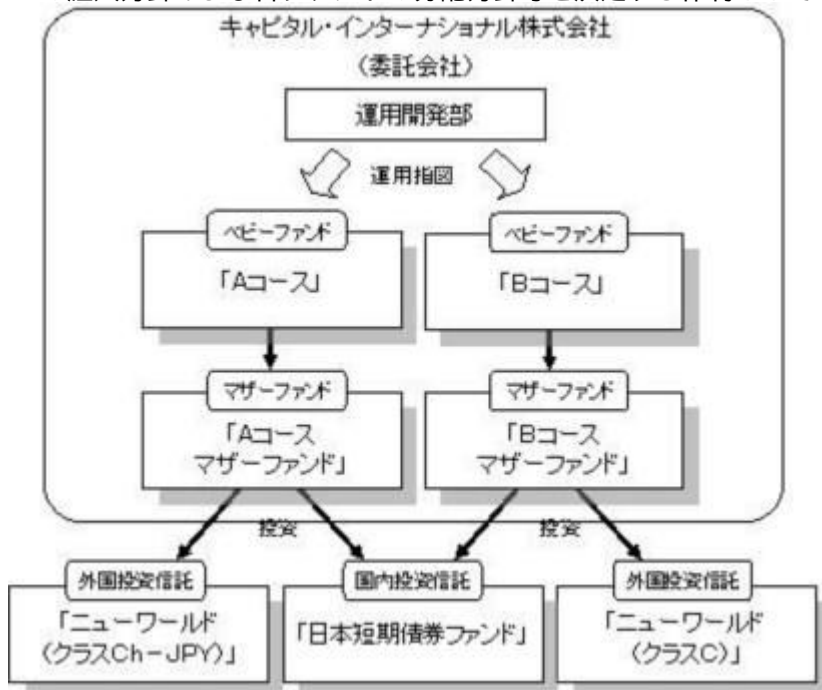 キャピタル・インターナショナル株式会社
（委託会社）
運用開発部
運用指図
ベビーファンド
「Aコース」
ベビーファンド
「Bコース」
マザーファンド
「Aコース
マザーファンド」
マザーファンド
「Bコース
マザーファンド」
投資
投資
外国投資信託
「ニューワールド
（クラスCh－JPY）」
国内投資信託
「日本短期債券ファンド」
外国投資信託
「ニューワールド
（クラスC）」